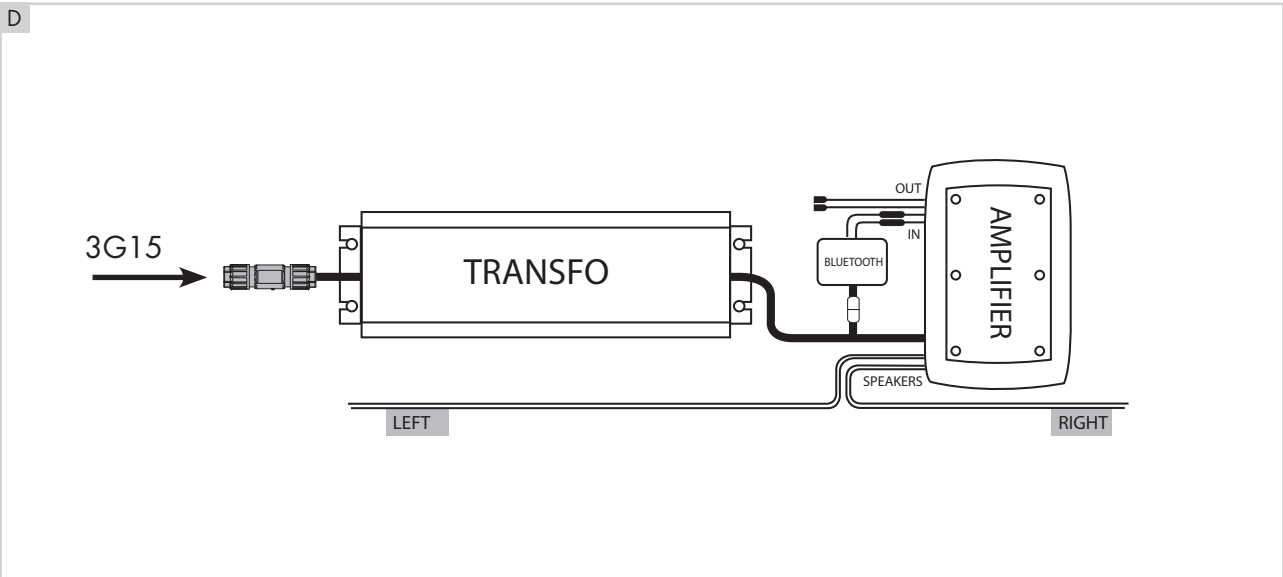 D
3G15
TRANSFO
OUT
IN
BLUETOOTH
AMPLIFIER
SPEAKERS
LEFT
RIGHT